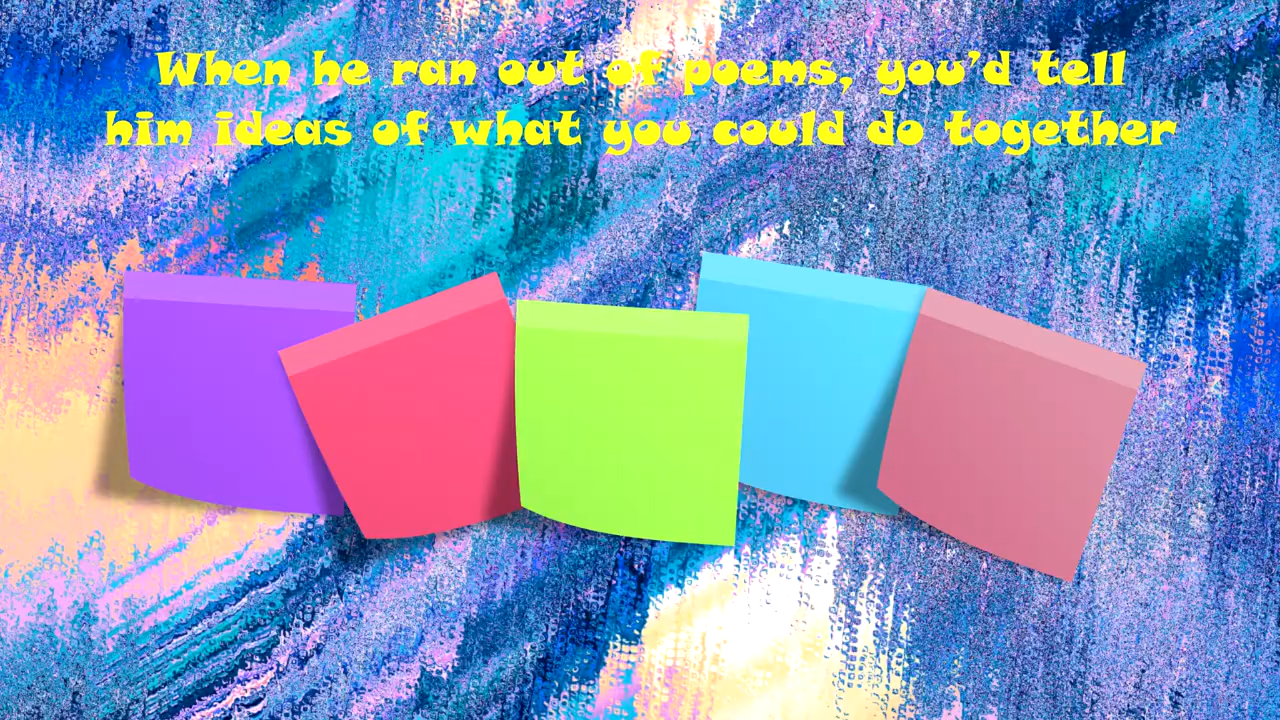 When he ran out of poems, you’d tell
him ideas of what you could do together